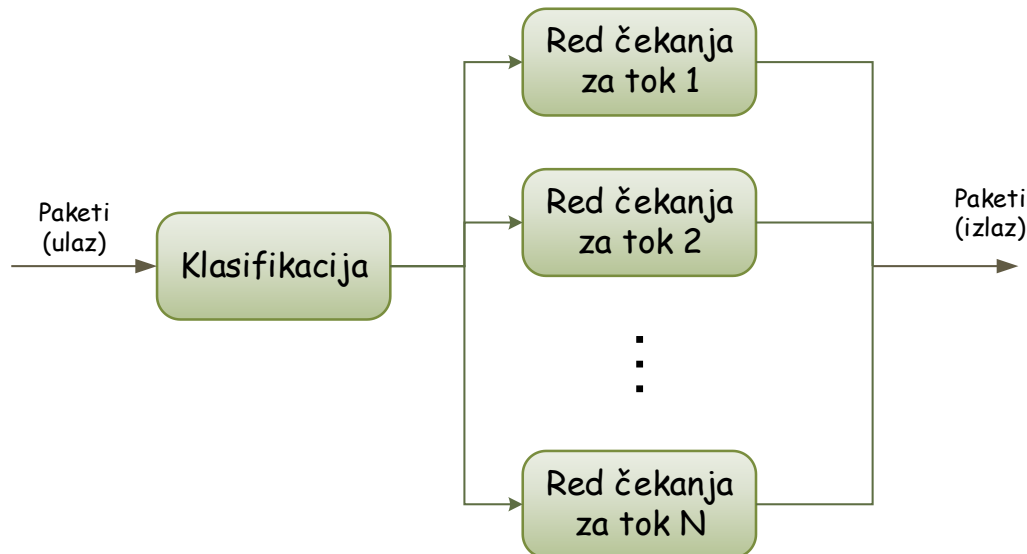 Paketi
(ulaz)
Klasifikacija
Red čekanja
za tok 1
Red čekanja
za tok 2
Red čekanja
za tok N
Paketi
(izlaz)